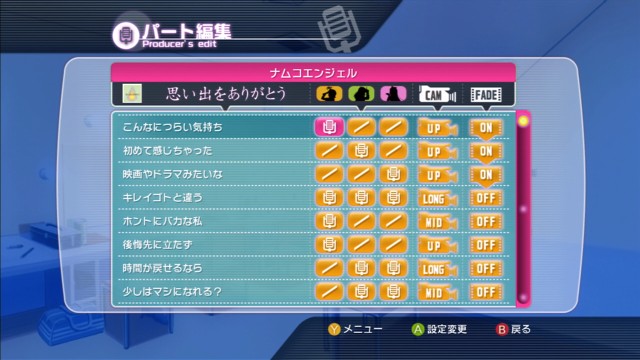 パート編集
Producer's edit
ナムコエンジェル
思い出をありがとう CAM FADE
こんなにつらい気持ち UP ON
初めて感じちゃった UP ON
映画やドラマみたいな UP ON
キレイゴトと違う LONG OFF
ホントにバカな私 MID OFF
後悔先に立たず UP OFF
時間が戻せるなら LONG OFF
少しはマシになれる？ MID OFF
Y メニュー A 設定変更 B 戻る